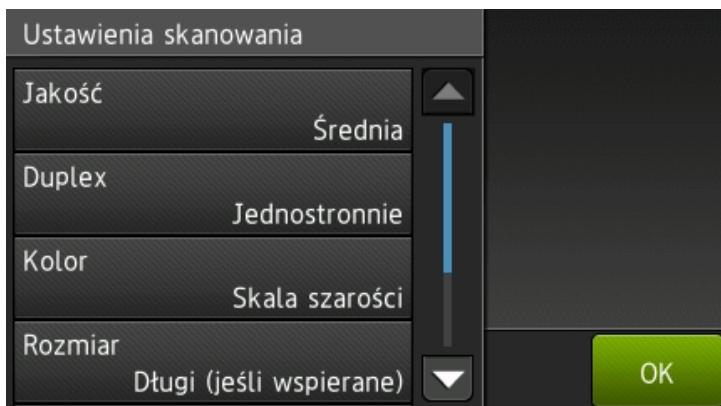 Ustawienia skanowania
Jakość
Średnia
Duplex
Jednostronnie
Kolor
Skala szarości
Rozmiar
Długi (jeśli wspierane)
OK